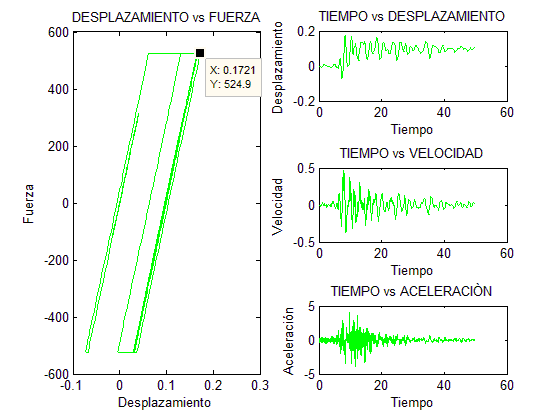 DESPLAZAMIENTO vs FUERZA
600
400
200
0
-200
-400
-600
Fuerza
X: 0.1721
Y: 524.9
-0.1
0
0.1
0.2
0.3
Desplazamiento
TIEMPO vs DESPLAZAMIENTO
0.2
0
-0.2
Desplazamiento
0
20
40
60
Tiempo
TIEMPO vs VELOCIDAD
0.5
0
-0.5
Velocidad
0
20
40
60
Tiempo
TIEMPO vs ACELERACIÒN
5
0
-5
Aceleración
0
20
40
60
Tiempo